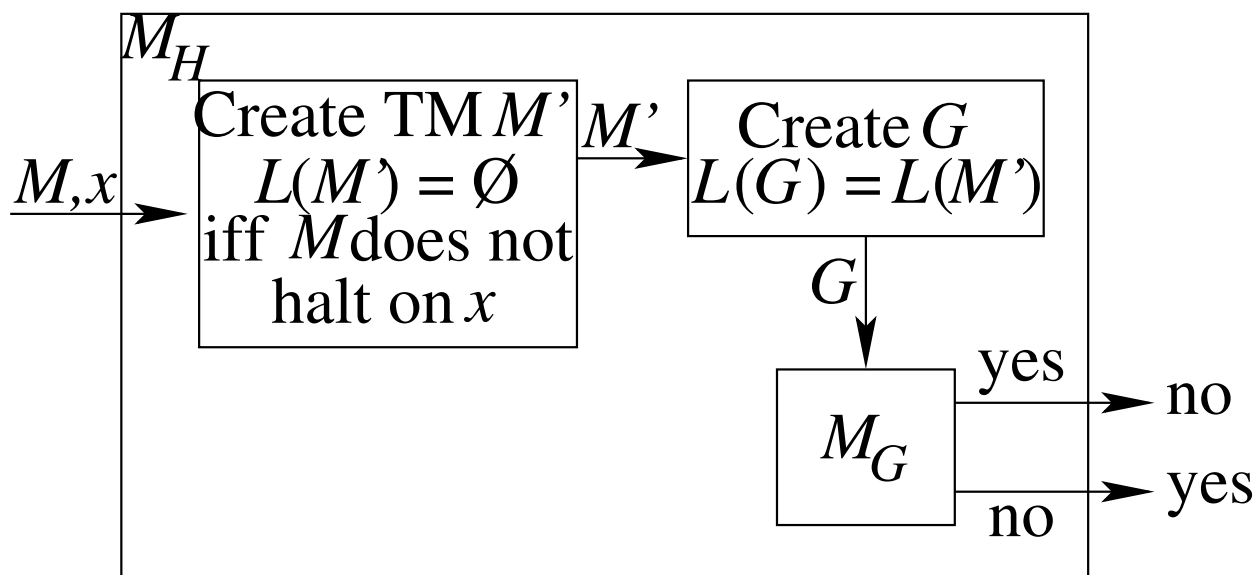 M_H
M,x
Create TM M’
L(M’) = Ø
iff M does not
halt on x
M’
Create G
L(G) = L(M’)
G
M_G
yes
no
no
yes